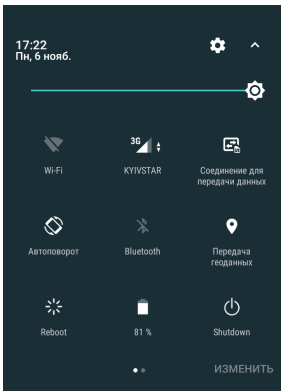 17:22
Пн, 6 нояб.
3G
Wi-Fi
KYIVSTAR
Соединение для
передачи данных
Автоповорот
Bluetooth
Передача
геоданных
Reboot
81 %
Shutdown
ИЗМЕНИТЬ